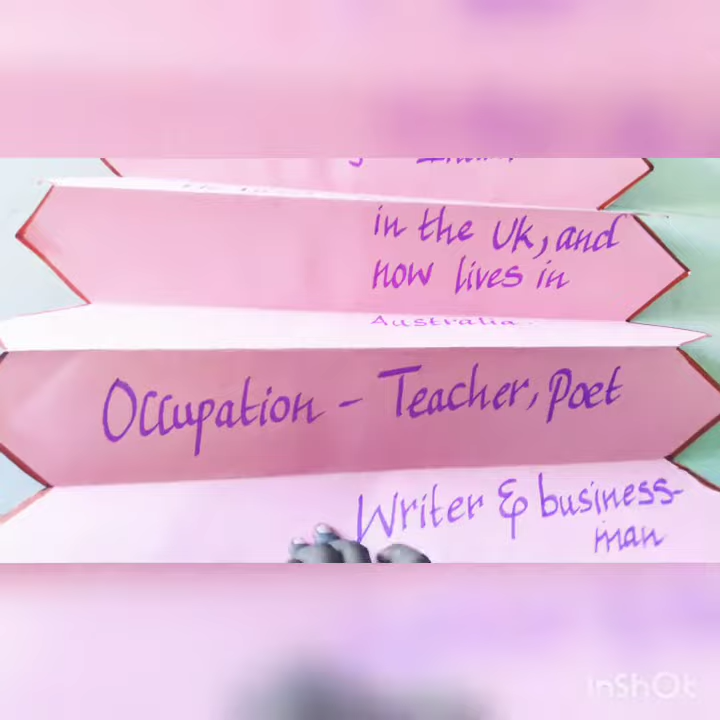 in the UK, and
now lives in
Australia.
Occupation - Teacher, Poet
Writer & business-
man
InShOt